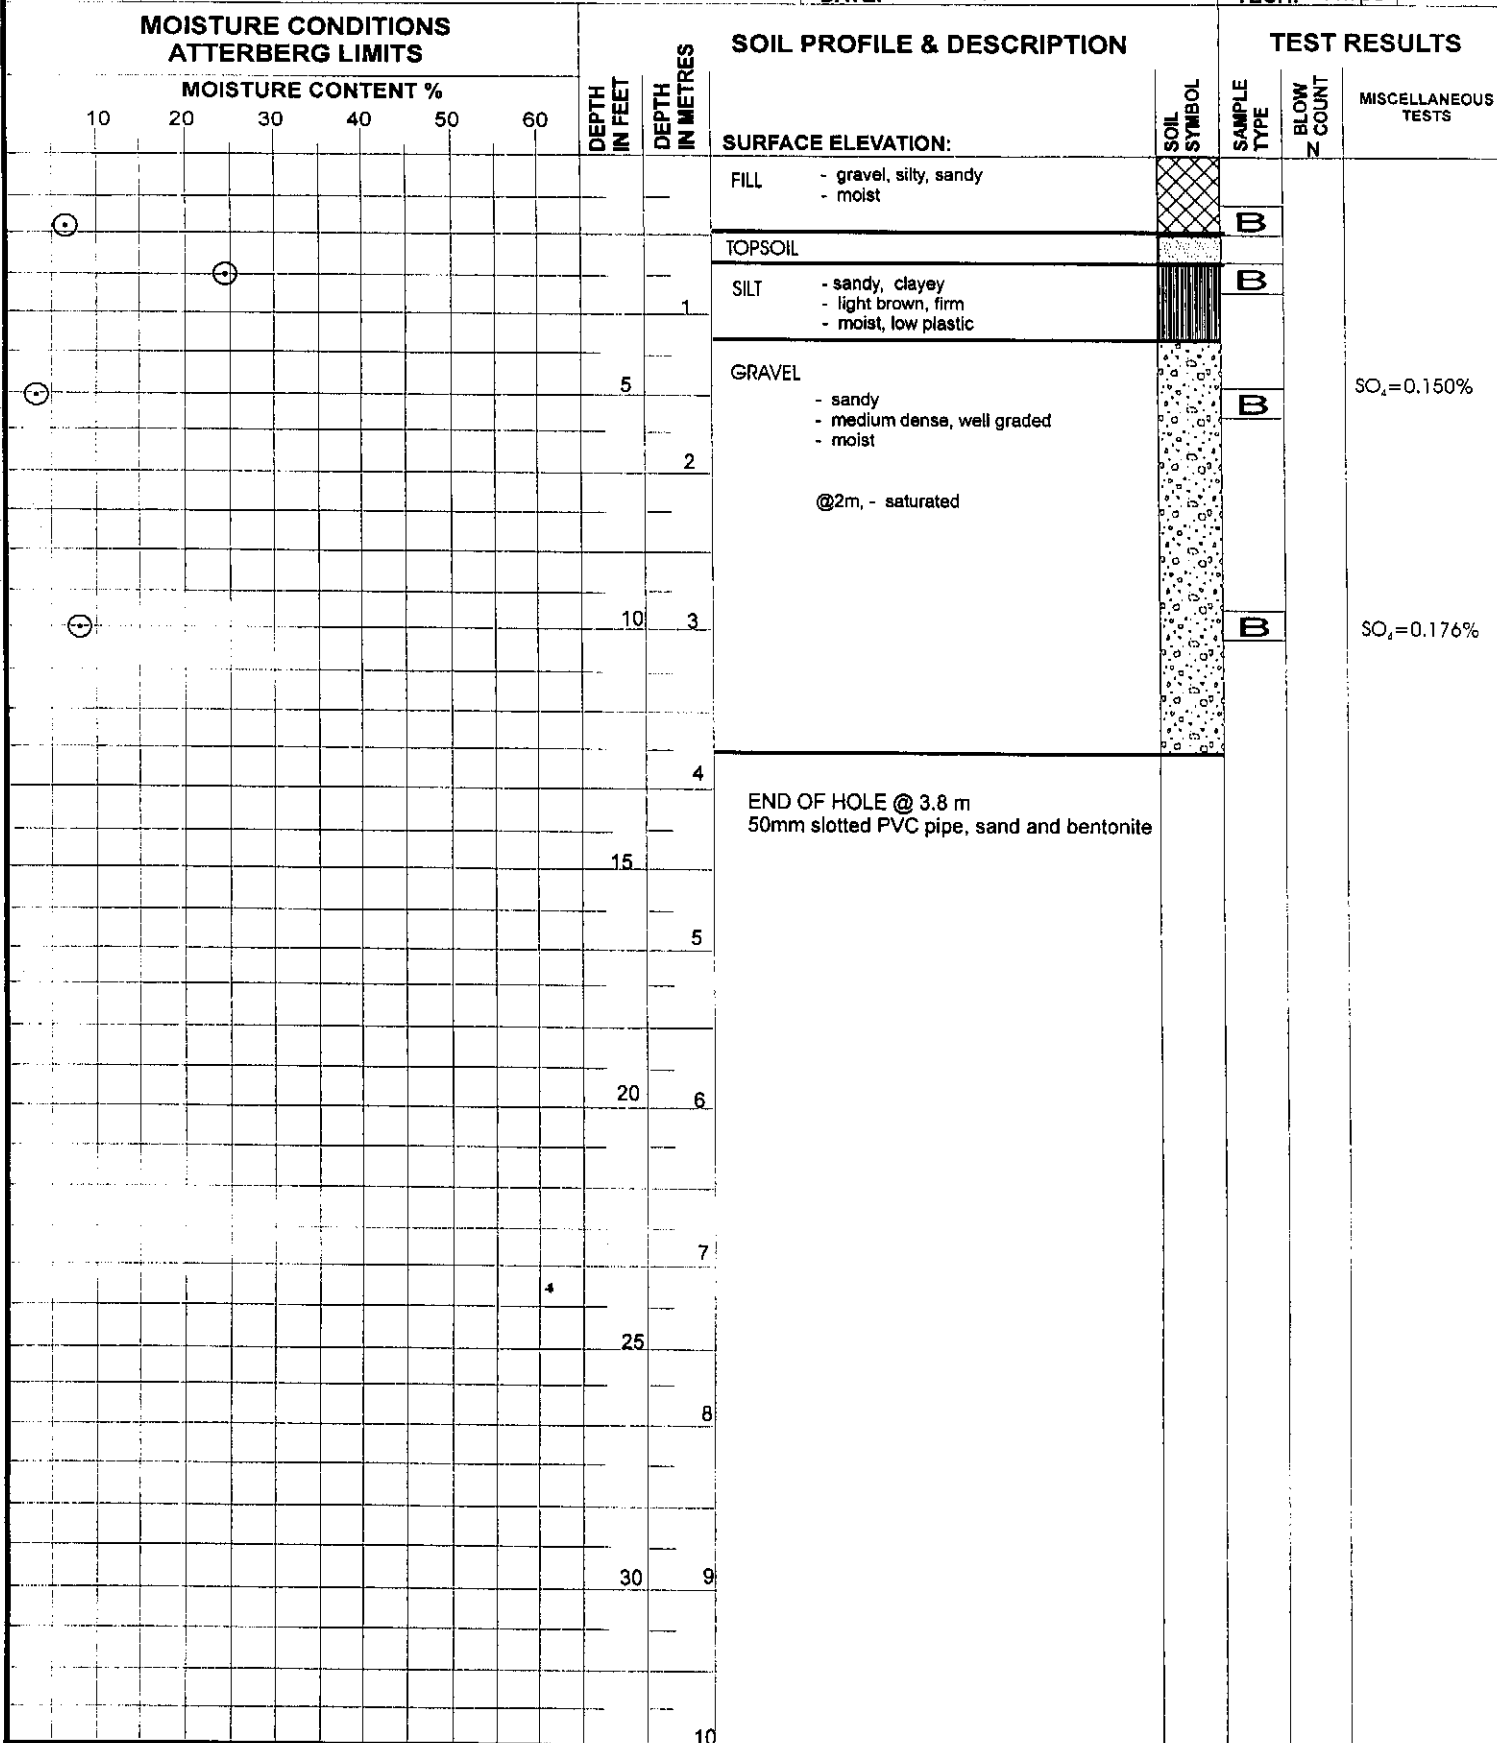 MOISTURE CONDITIONS
ATTERBERG LIMITS
MOISTURE CONTENT %
10 20 30 40 50 60
DEPTH IN FEET
DEPTH IN METRES
SOIL PROFILE & DESCRIPTION
SURFACE ELEVATION:
SOIL SYMBOL
TEST RESULTS
SAMPLE TYPE
BLOW COUNT N
MISCELLANEOUS TESTS
FILL - gravel, silty, sandy
- moist
B
TOPSOIL
SILT - sandy, clayey
- light brown, firm
- moist, low plastic
B
1
GRAVEL
5
- sandy
- medium dense, well graded
- moist
B
SO₄=0.150%
2
@2m, - saturated
10 3
B
SO₄=0.176%
4
END OF HOLE @ 3.8 m
50mm slotted PVC pipe, sand and bentonite
15
5
20 6
7
25
8
30 9
10